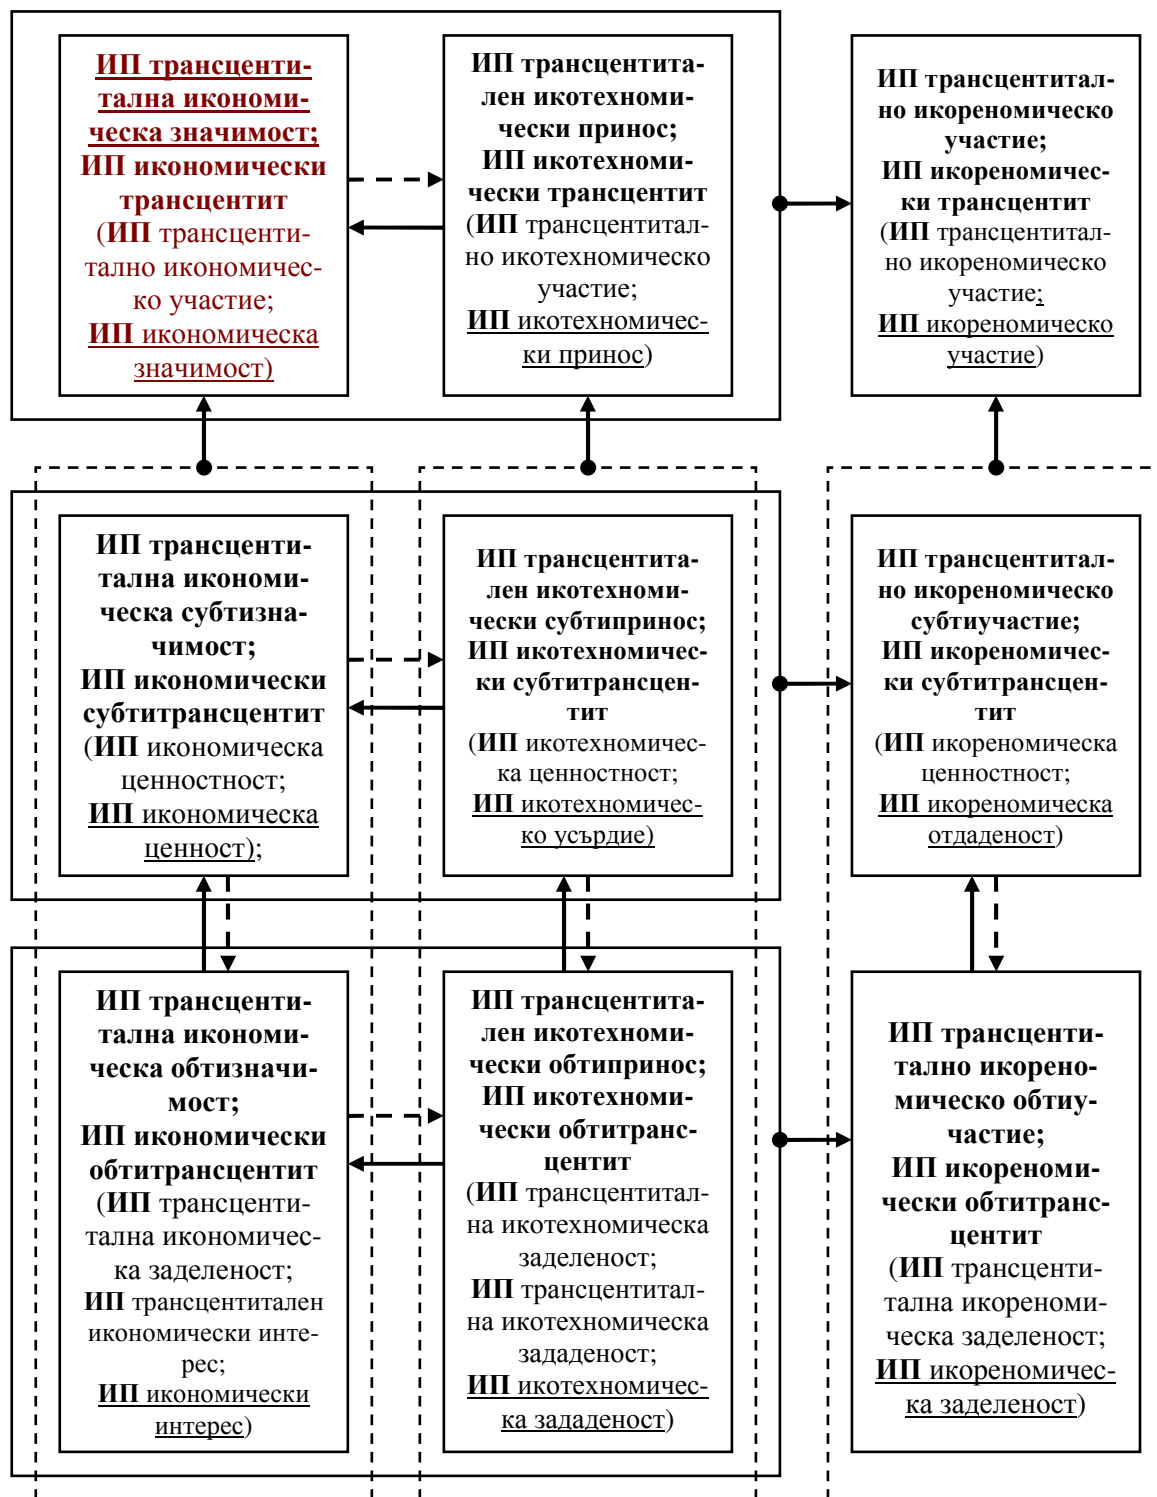 ИП трансценти-
тална икономи-
ческа значимост;
ИП икономически
трансцентит
(ИП трансценти-
тално икономичес-
ко участие;
ИП икономическа
значимост)
ИП трансцентита-
лен икотехноми-
чески принос;
ИП икотехноми-
чески трансцентит
(ИП трансцентитал-
но икотехномическо
участие;
ИП икотехномичес-
ки принос)
ИП трансцентитал-
но икореномическо
участие;
ИП икореномичес-
ки трансцентит
(ИП трансцентитал-
но икореномическо
участие;
ИП икореномическо
участие)
ИП трансценти-
тална икономи-
ческа субтизна-
чимост;
ИП икономически
субтитрансцентит
(ИП икономическа
ценностност;
ИП икономическа
ценност);
ИП трансцентита-
лен икотехноми-
чески субтипринос;
ИП икотехномичес-
ки субтитрансцен-
тит
(ИП икотехномичес-
ка ценностност;
ИП икотехномичес-
ко усърдие)
ИП трансцентитал-
но икореномическо
субтиучастие;
ИП икореномичес-
ки субтитрансцен-
тит
(ИП икореномическа
ценностност;
ИП икореномическа
отдаденост)
ИП трансценти-
тална икономи-
ческа обтизначи-
мост;
ИП икономически
обтитрансцентит
(ИП трансценти-
тална икономичес-
ка заделеност;
ИП трансцентитален
икономически инте-
рес;
ИП икономически
интерес)
ИП трансцентита-
лен икотехноми-
чески обтипринос;
ИП икотехноми-
чески обтитранс-
центит
(ИП трансцентитал-
на икотехномическа
заделеност;
ИП трансцентитал-
на икотехномическа
зададеност;
ИП икотехномичес-
ка зададеност)
ИП трансценти-
тално икорено-
мическо обтиу-
частие;
ИП икореноми-
чески обтитранс-
центит
(ИП трансценти-
тална икореноми-
ческа заделеност;
ИП икореномичес-
ка заделеност)